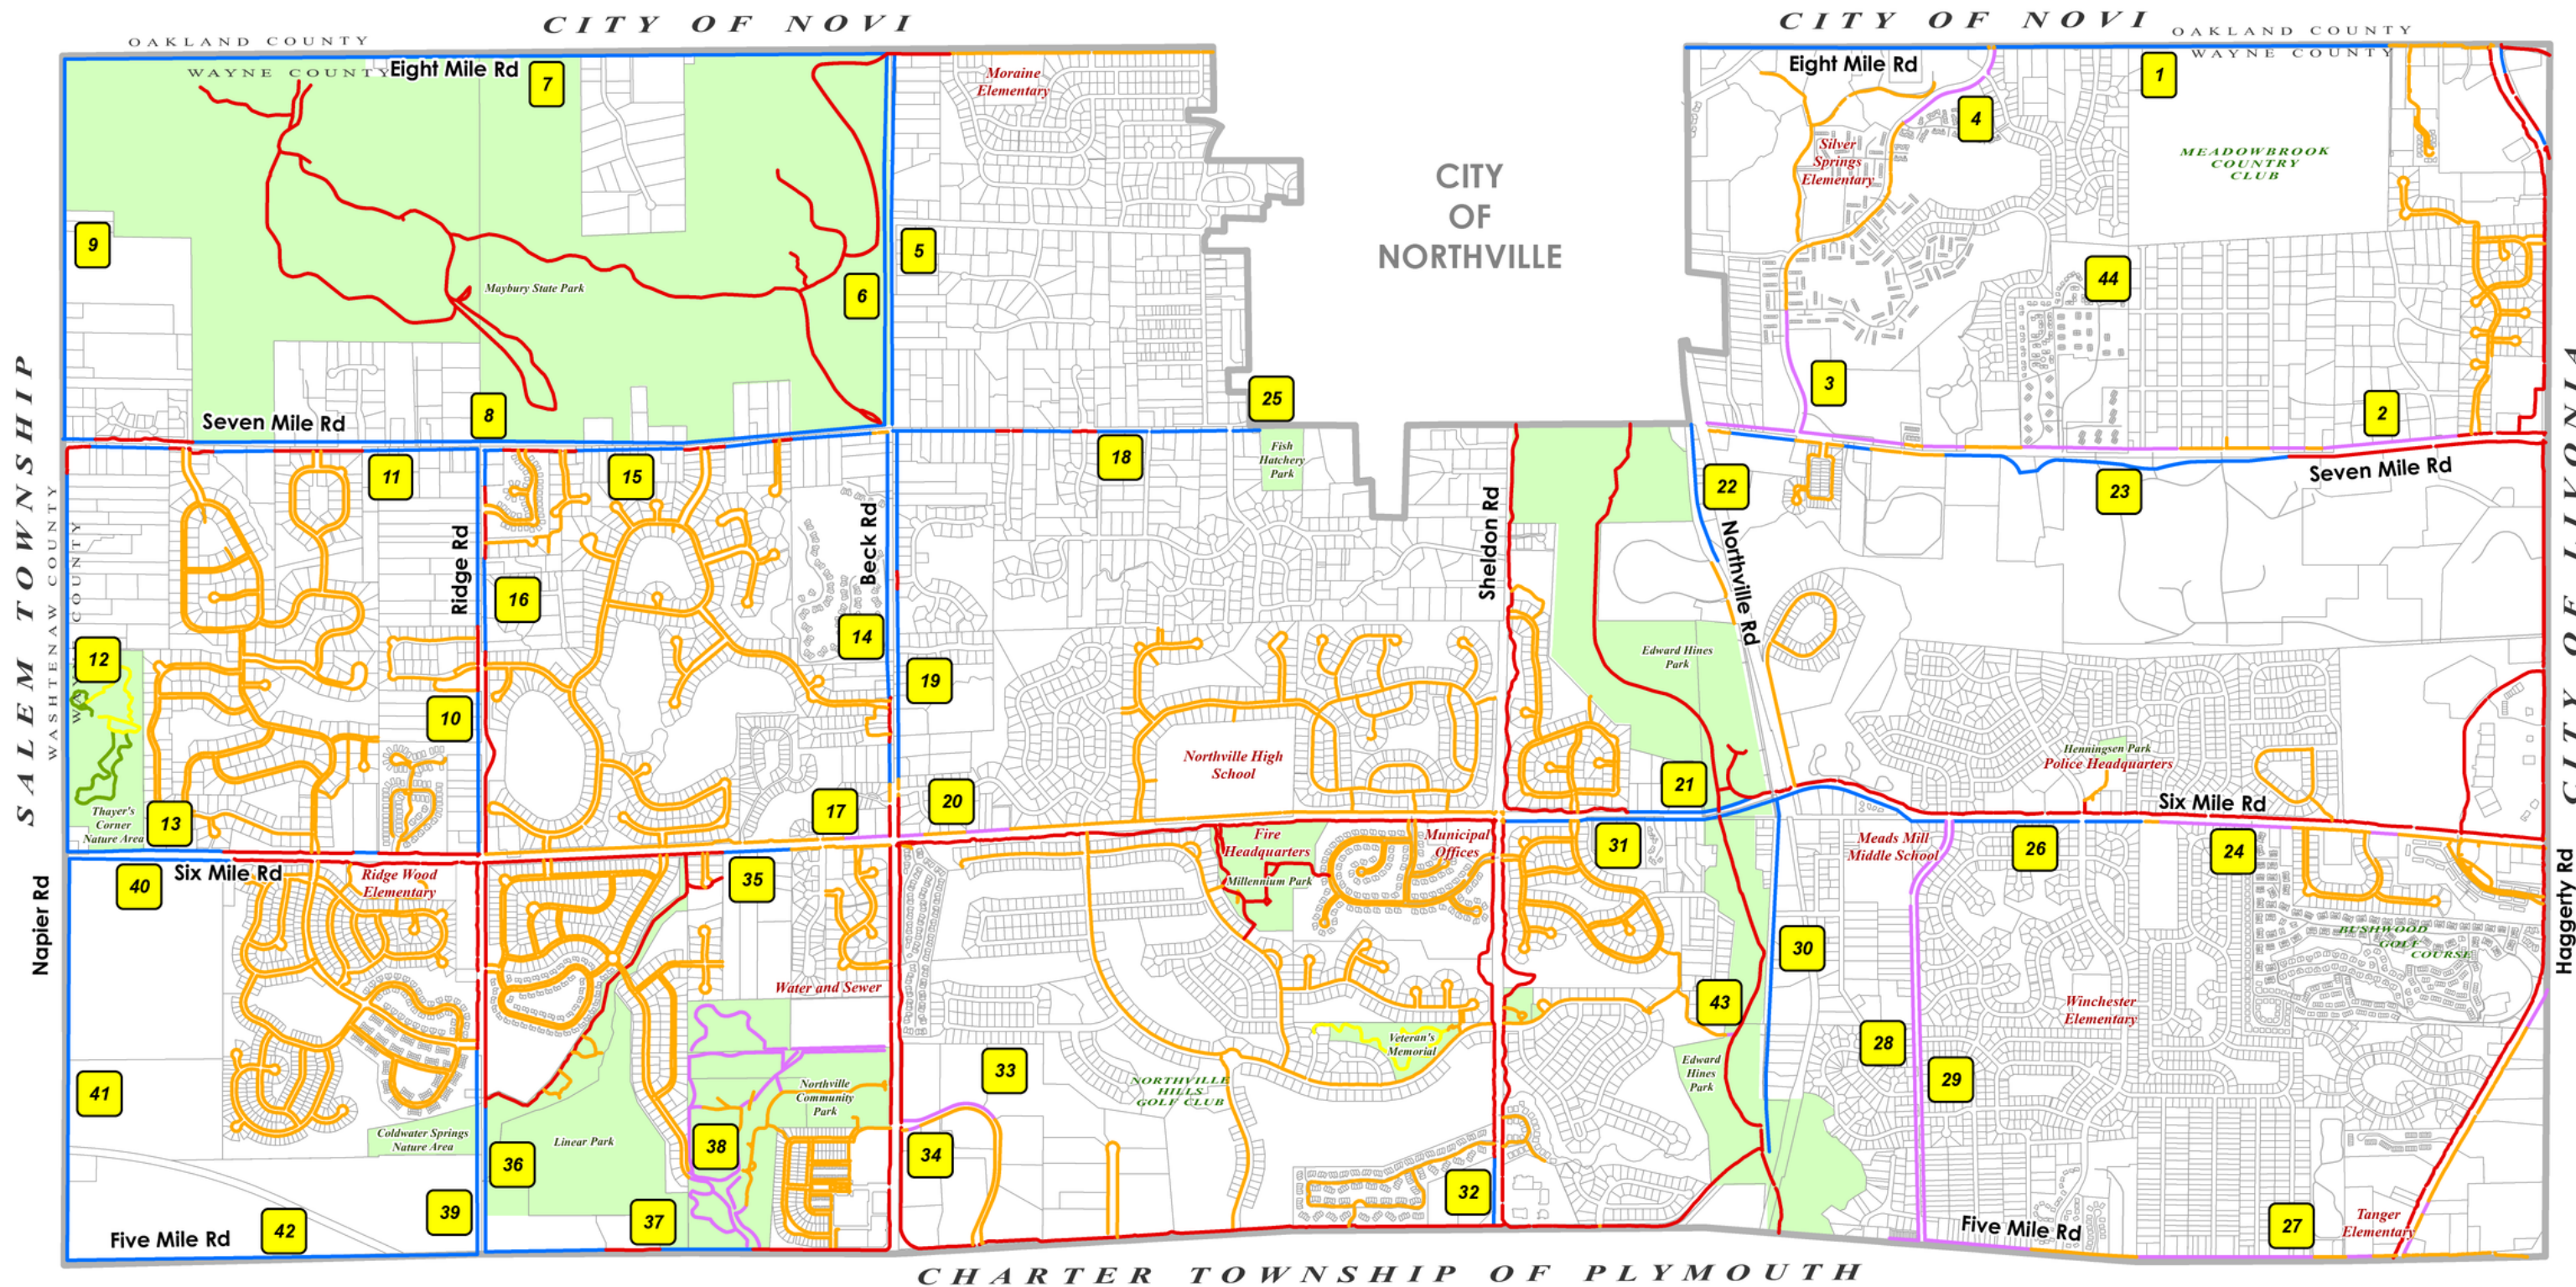 CITY OF NOVI
CITY OF NOVI
OAKLAND COUNTY
WAYNE COUNTY
OAKLAND COUNTY
WAYNE COUNTY
Eight Mile Rd
7
Moraine
Elementary
Eight Mile Rd
1
4
Silver
Springs
Elementary
MEADOWBROOK
COUNTRY
CLUB
CITY
OF
NORTHVILLE
9
5
6
Maybury State Park
44
3
2
25
8
Seven Mile Rd
SALEM TOWNSHIP
WASHTENAW COUNTY
WAYNE COUNTY
CITY OF LIVONIA
11
15
18
Fish
Hatchery
Park
22
23
Seven Mile Rd
Ridge Rd
Beck Rd
Sheldon Rd
Northville Rd
16
14
12
19
Edward Hines
Park
10
Northville High
School
Henningsen Park
Police Headquarters
21
20
17
13
Thayer's
Corner
Nature Area
Six Mile Rd
Six Mile Rd
40
Ridge Wood
Elementary
35
Fire
Headquarters
Municipal
Offices
Millennium Park
31
Meads Mill
Middle School
26
24
Napier Rd
Haggerty Rd
BUSHWOOD
GOLF
COURSE
30
Water and Sewer
43
Winchester
Elementary
28
29
Veteran's
Memorial
33
41
NORTHVILLE
HILLS
GOLF CLUB
Edward
Hines
Park
Northville
Community
Park
Coldwater Springs
Nature Area
Linear Park
36
38
34
32
39
37
42
Five Mile Rd
Five Mile Rd
27
Tanger
Elementary
CHARTER TOWNSHIP OF PLYMOUTH